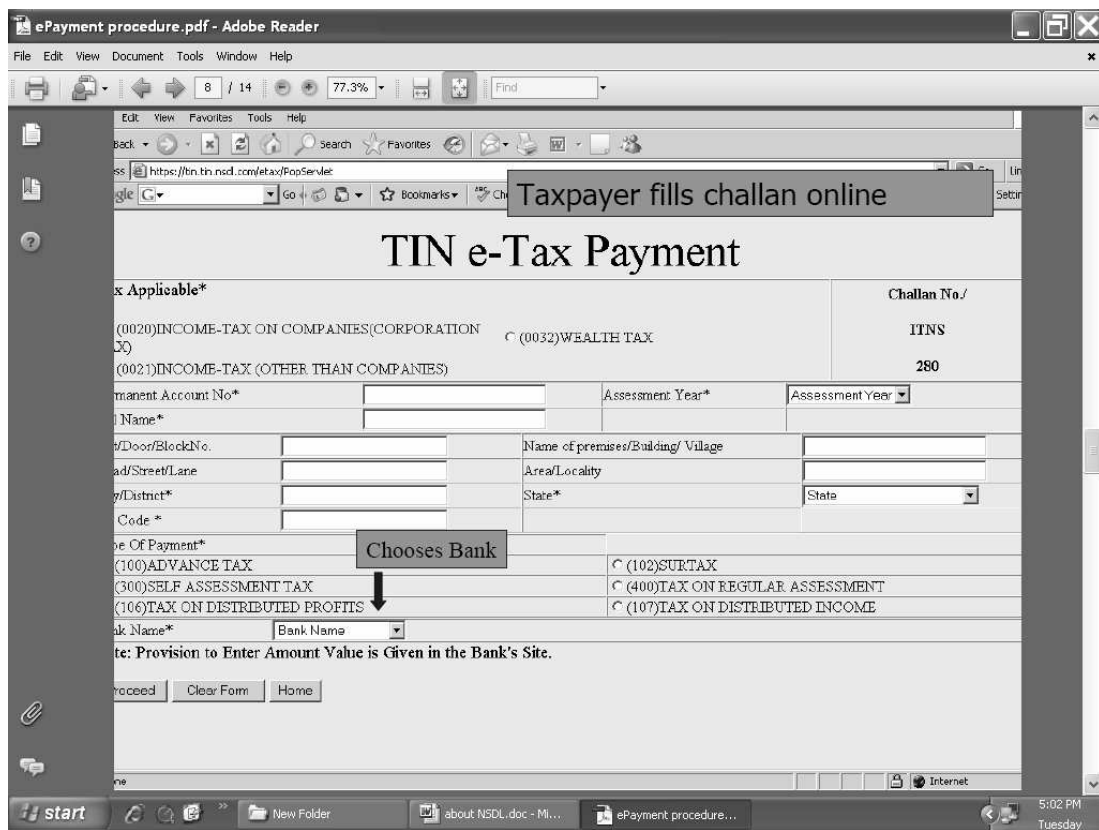 ePayment procedure.pdf - Adobe Reader
File Edit View Document Tools Window Help
8 / 14 77.3% Find
Edit View Favorites Tools Help
Back Search Favorites
ss https://tin.tin.nsdl.com/etax/PopServlet Lin
gle G Go Bookmarks Ch Settin
Taxpayer fills challan online
TIN e-Tax Payment
x Applicable* Challan No./
(0020)INCOME-TAX ON COMPANIES(CORPORATION (0032)WEALTH TAX ITNS
X)
(0021)INCOME-TAX (OTHER THAN COMPANIES) 280
rmanent Account No* Assessment Year* Assessment Year
l Name*
t/Door/BlockNo. Name of premises/Building/ Village
ad/Street/Lane Area/Locality
y/District* State* State
Code *
pe Of Payment* Chooses Bank
(100)ADVANCE TAX (102)SURTAX
(300)SELF ASSESSMENT TAX (400)TAX ON REGULAR ASSESSMENT
(106)TAX ON DISTRIBUTED PROFITS (107)TAX ON DISTRIBUTED INCOME
nk Name* Bank Name
te: Provision to Enter Amount Value is Given in the Bank's Site.
roceed Clear Form Home
ne Internet
start New Folder about NSDL.doc - Mi... ePayment procedure... 5:02 PM
Tuesday